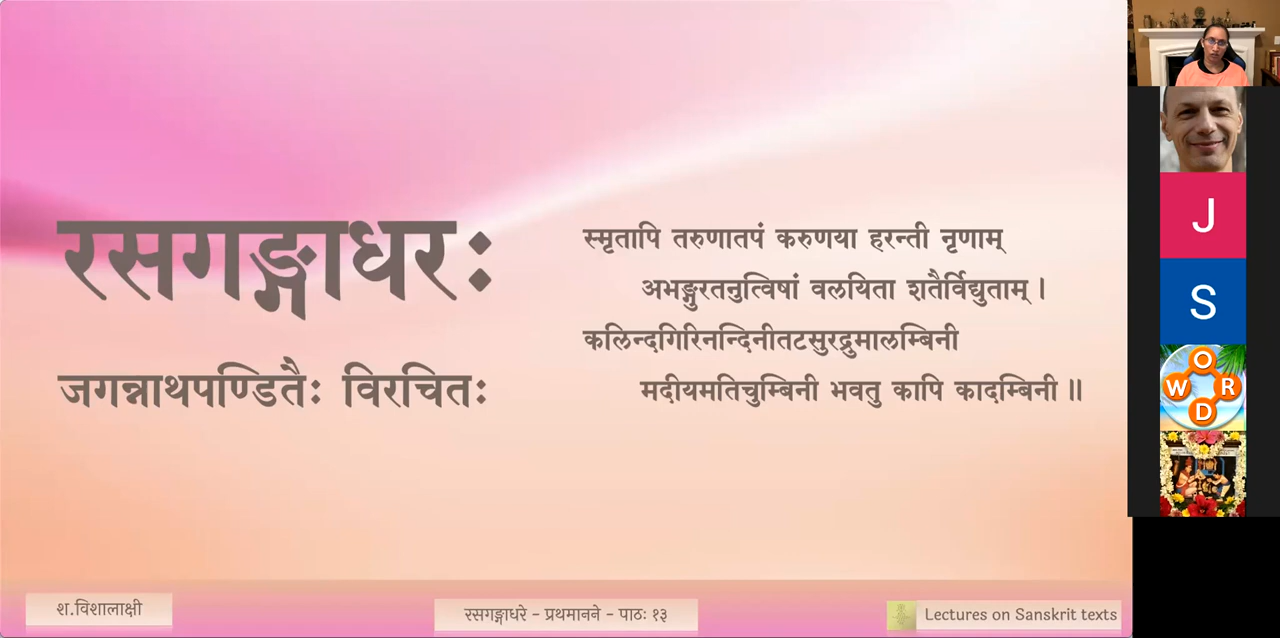 रसगङ्गाधरः
जगन्नाथपण्डितैः विरचितः
स्मृतापि तरुणातपं करुणया हरन्ती नृणाम्
अभङ्गुरतनुत्विषां वलयिता शतैर्विद्युताम् ।
कलिन्दगिरिनन्दिनीतटसुरद्रुमालम्बिनी
मदीयमतिचुम्बिनी भवतु कापि कादम्बिनी ॥
श.विशालाक्षी
रसगङ्गाधरे - प्रथमानने - पाठः १३
Lectures on Sanskrit texts
J
S
O
W R
D